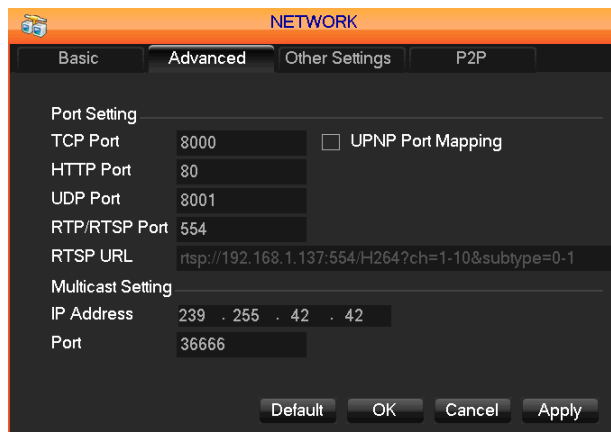 NETWORK
Basic Advanced Other Settings P2P
Port Setting
TCP Port 8000 UPNP Port Mapping
HTTP Port 80
UDP Port 8001
RTP/RTSP Port 554
RTSP URL rtsp://192.168.1.137:554/H264?ch=1-10&subtype=0-1
Multicast Setting
IP Address 239 . 255 . 42 . 42
Port 36666
Default OK Cancel Apply